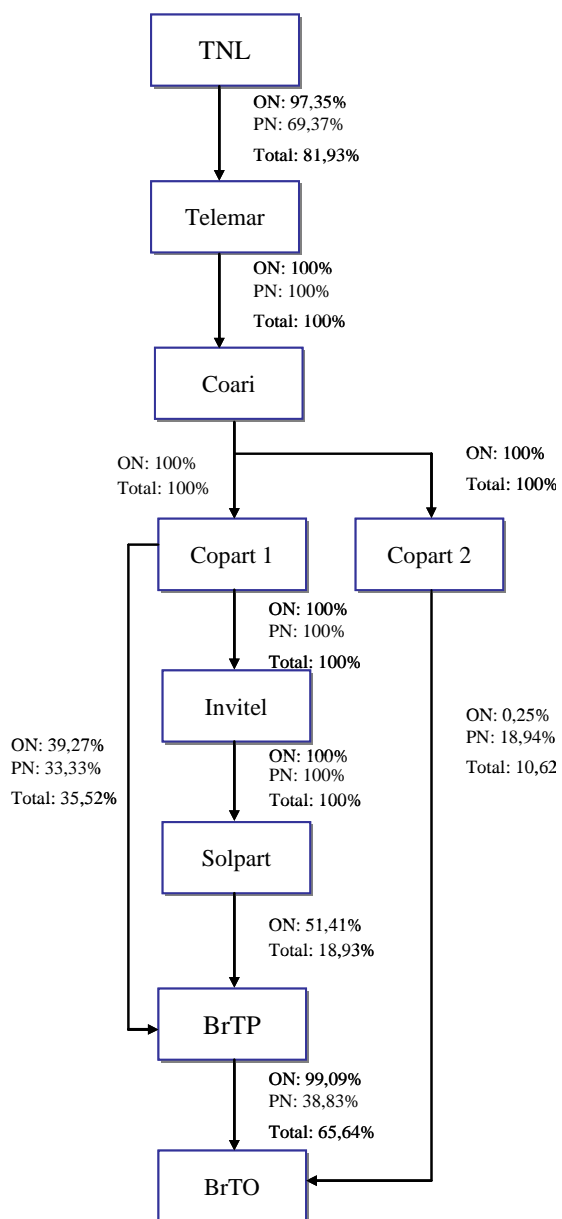 TNL
ON: 97,35%
PN: 69,37%
Total: 81,93%
Telemar
ON: 100%
PN: 100%
Total: 100%
Coari
ON: 100%
Total: 100%
ON: 100%
Total: 100%
Copart 1
Copart 2
ON: 100%
PN: 100%
Total: 100%
Invitel
ON: 39,27%
PN: 33,33%
Total: 35,52%
ON: 100%
PN: 100%
Total: 100%
ON: 0,25%
PN: 18,94%
Total: 10,62
Solpart
ON: 51,41%
Total: 18,93%
BrTP
ON: 99,09%
PN: 38,83%
Total: 65,64%
BrTO